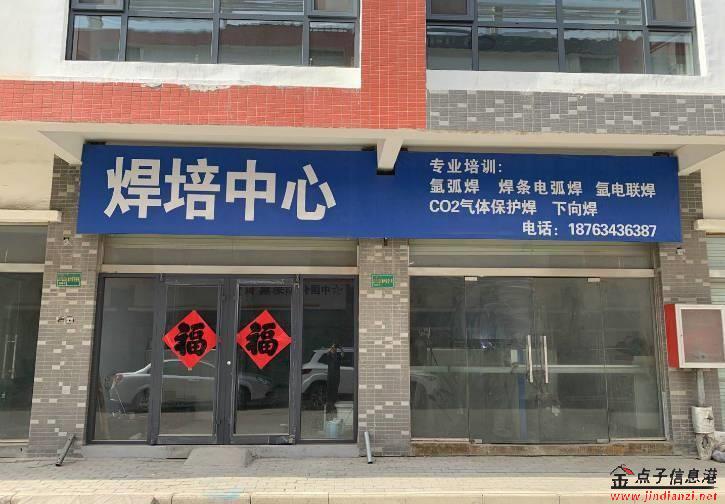 焊培中心
专业培训:
氩弧焊 焊条电弧焊 氩电联焊
CO2气体保护焊 下向焊
电话: 18763436387
福
福
金点子信息港
www.jindianzi.net